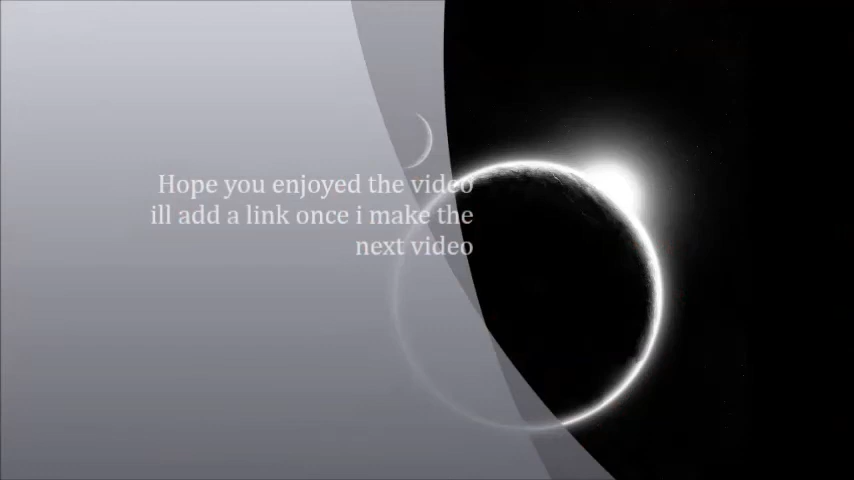 Hope you enjoyed the video
ill add a link once i make the
next video